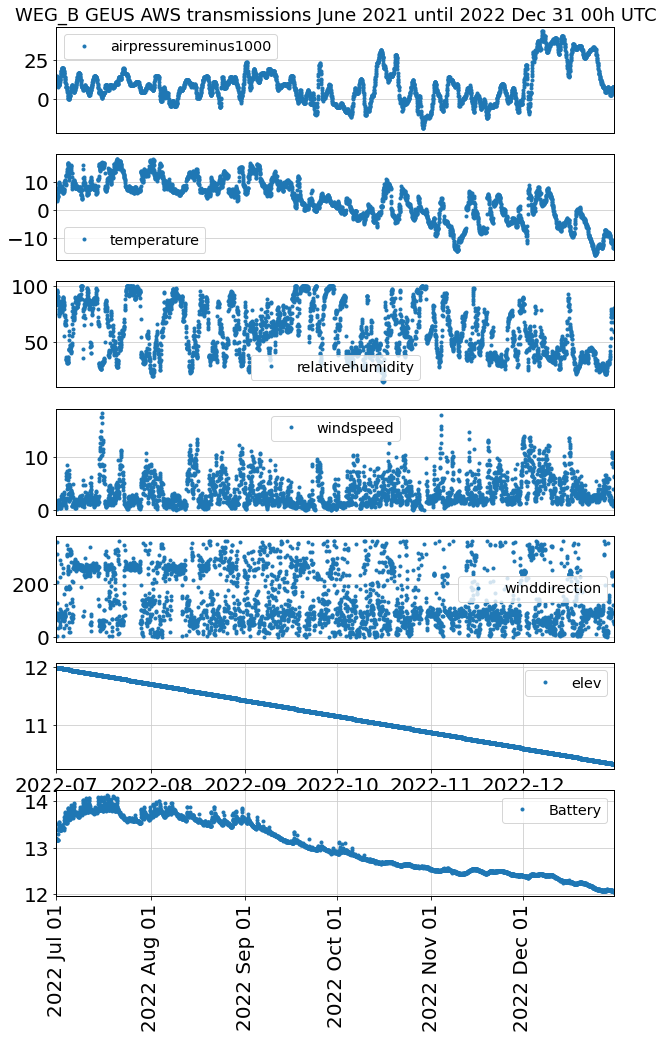 WEG_B GEUS AWS transmissions June 2021 until 2022 Dec 31 00h UTC
airpressureminus1000
25
0
10
0
−10
temperature
100
50
relativehumidity
windspeed
10
0
200
0
winddirection
12
11
elev
2022-07 2022-08 2022-09 2022-10 2022-11 2022-12
14
13
12
Battery
2022 Jul 01
2022 Aug 01
2022 Sep 01
2022 Oct 01
2022 Nov 01
2022 Dec 01